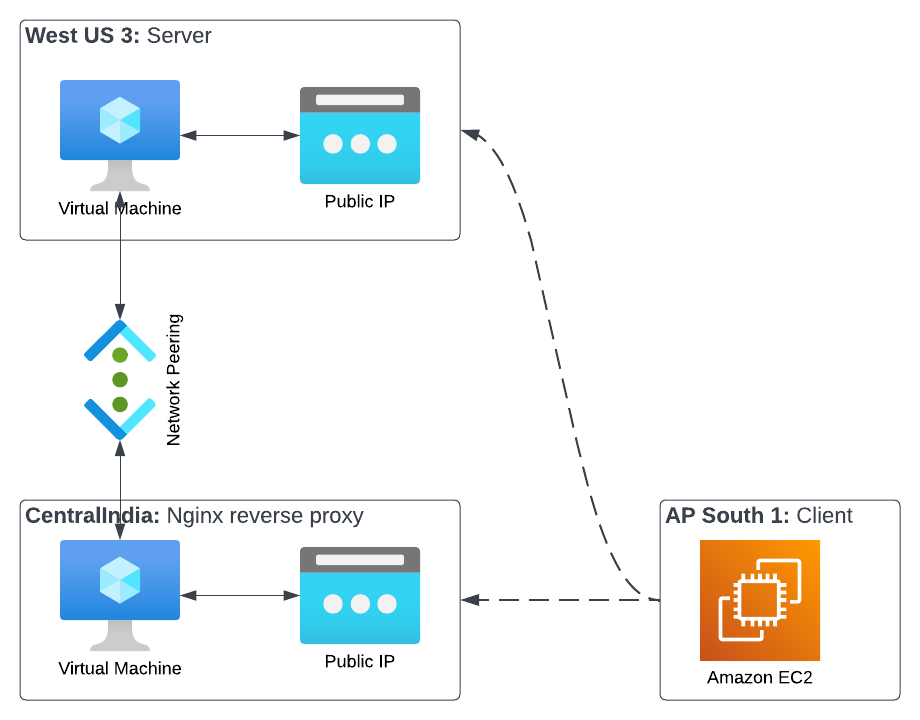 West US 3: Server
Virtual Machine
Public IP
Network Peering
CentralIndia: Nginx reverse proxy
Virtual Machine
Public IP
AP South 1: Client
Amazon EC2